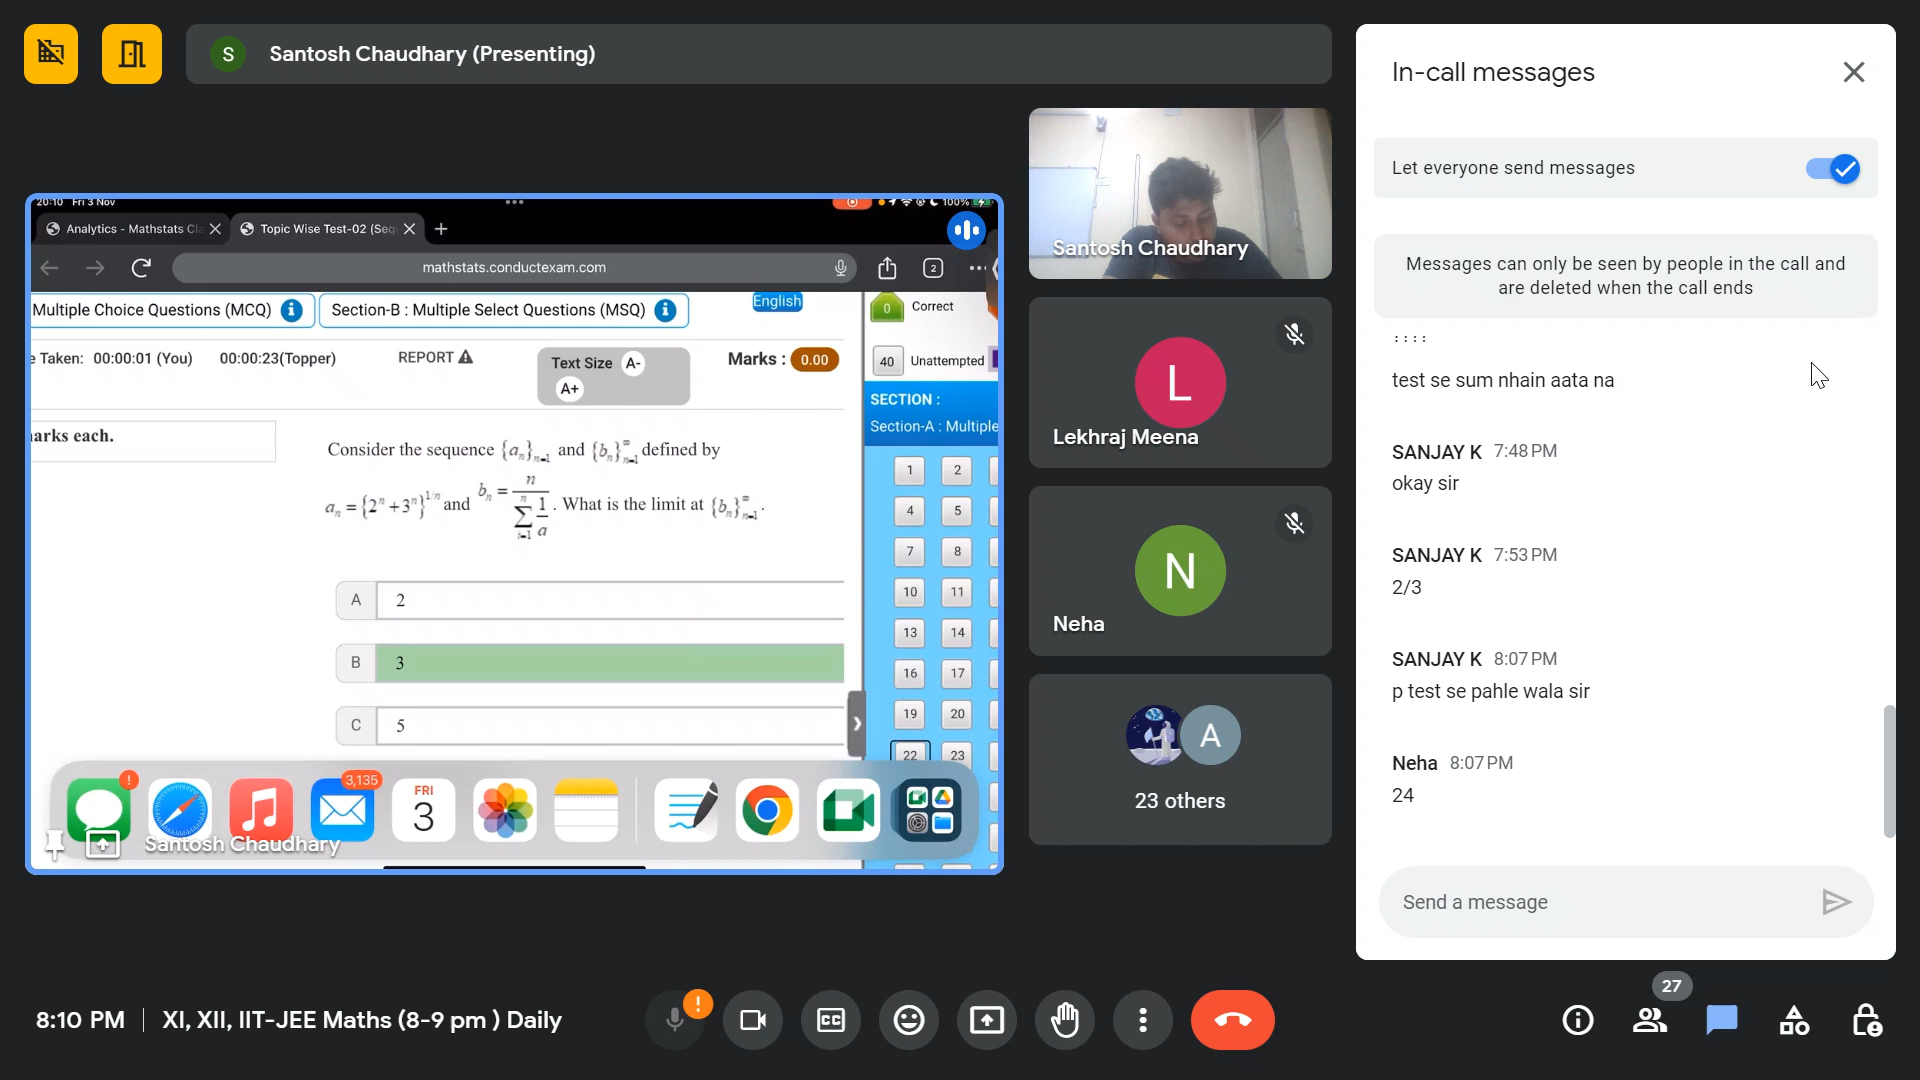 S Santosh Chaudhary (Presenting)
20:10 Fri 3 Nov
100%
Analytics - Mathstats Cl
Topic Wise Test-02 (Seq
mathstats.conductexam.com
2
Multiple Choice Questions (MCQ)
Section-B : Multiple Select Questions (MSQ)
English
0 Correct
e Taken: 00:00:01 (You) 00:00:23(Topper)
REPORT
Text Size A-
A+
Marks : 0.00
40 Unattempted
SECTION :
Section-A : Multiple
arks each.
Consider the sequence {aₙ}ₙ₌₁ and {bₙ}ₙ₌₁^∞ defined by
aₙ = {2ⁿ + 3ⁿ}^1/n and bₙ = n / ∑_{i=1}^{n} 1/a . What is the limit at {bₙ}ₙ₌₁^∞.
A 2
B 3
C 5
1 2
4 5
7 8
10 11
13 14
16 17
19 20
22 23
3,135
FRI
3
Santosh Chaudhary
Santosh Chaudhary
L
Lekhraj Meena
N
Neha
A
23 others
In-call messages
Let everyone send messages
Messages can only be seen by people in the call and
are deleted when the call ends
test se sum nhain aata na
SANJAY K 7:48 PM
okay sir
SANJAY K 7:53 PM
2/3
SANJAY K 8:07 PM
p test se pahle wala sir
Neha 8:07 PM
24
Send a message
8:10 PM | XI, XII, IIT-JEE Maths (8-9 pm ) Daily
CC
27